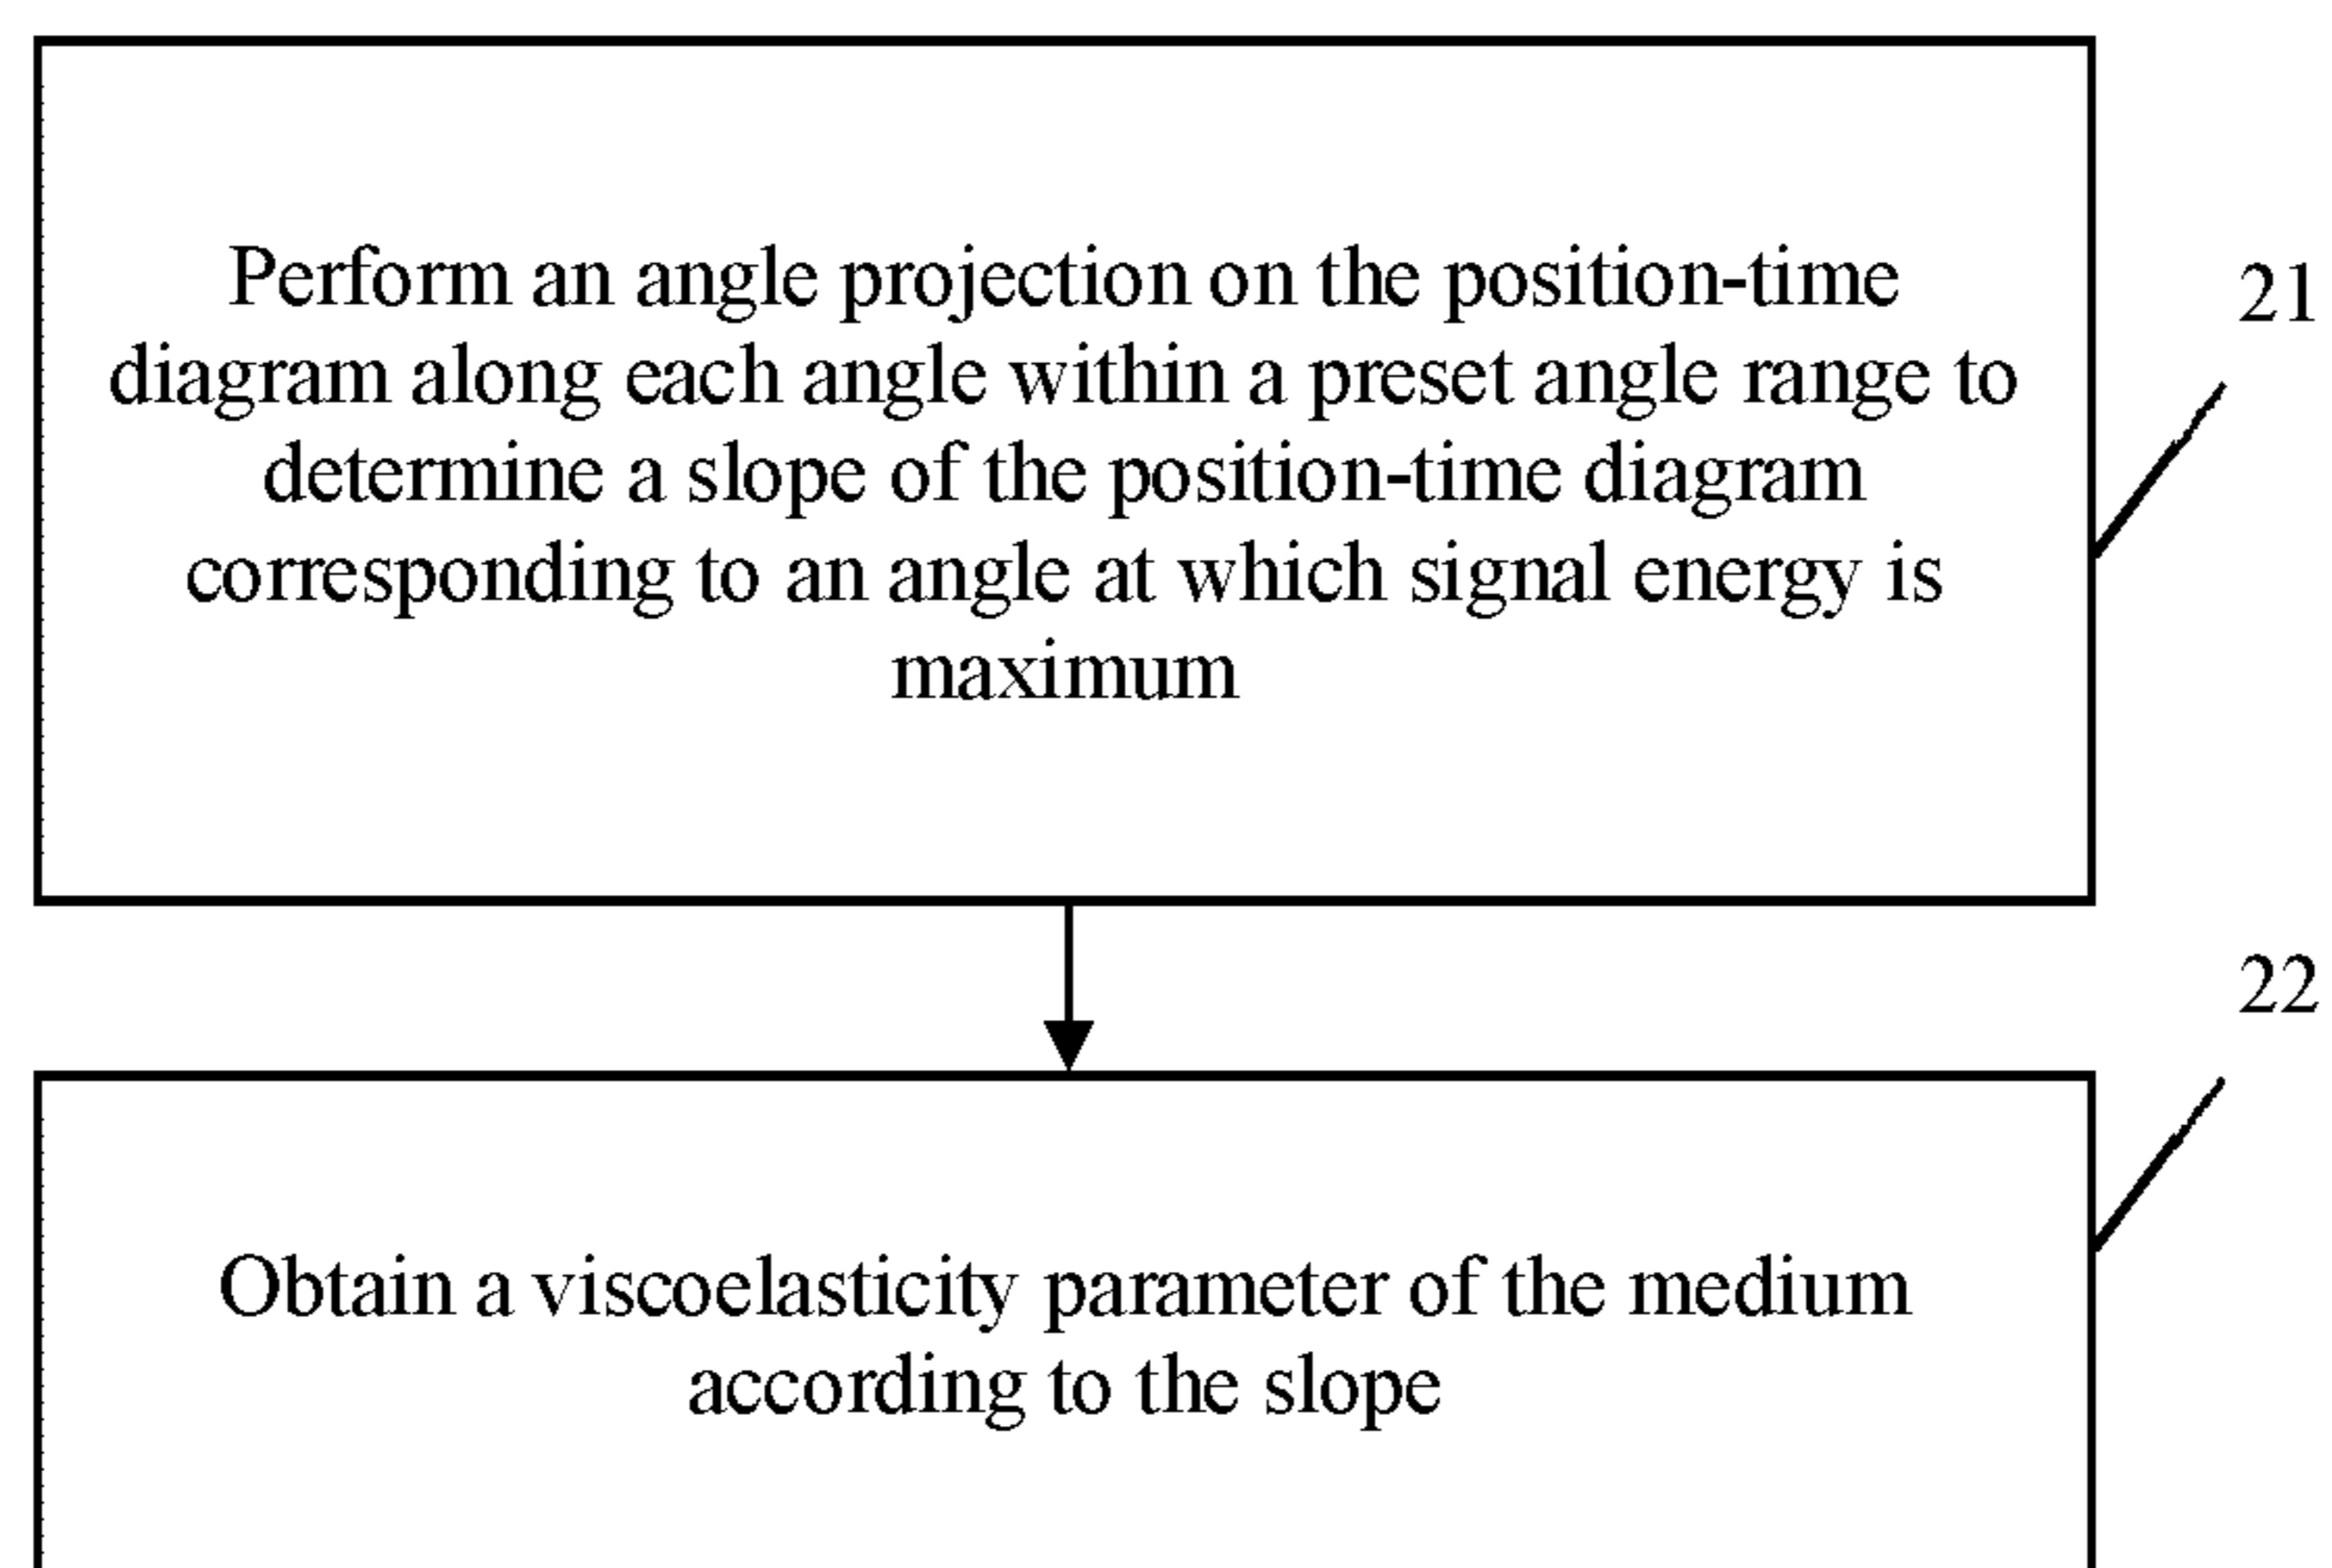 Perform an angle projection on the position-time
diagram along each angle within a preset angle range to
determine a slope of the position-time diagram
corresponding to an angle at which signal energy is
maximum
21
22
Obtain a viscoelasticity parameter of the medium
according to the slope